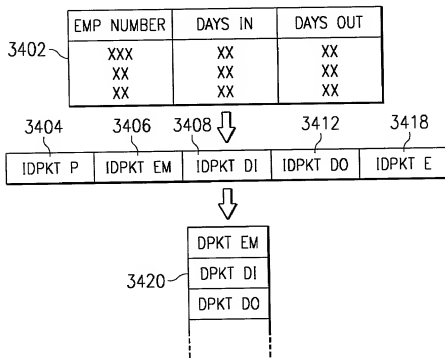 EMP NUMBER DAYS IN DAYS OUT
3402
XXX XX XX
XX XX XX
XX XX XX
3404 3406 3408 3412 3418
IDPKT P IDPKT EM IDPKT DI IDPKT DO IDPKT E
DPKT EM
3420 DPKT DI
DPKT DO